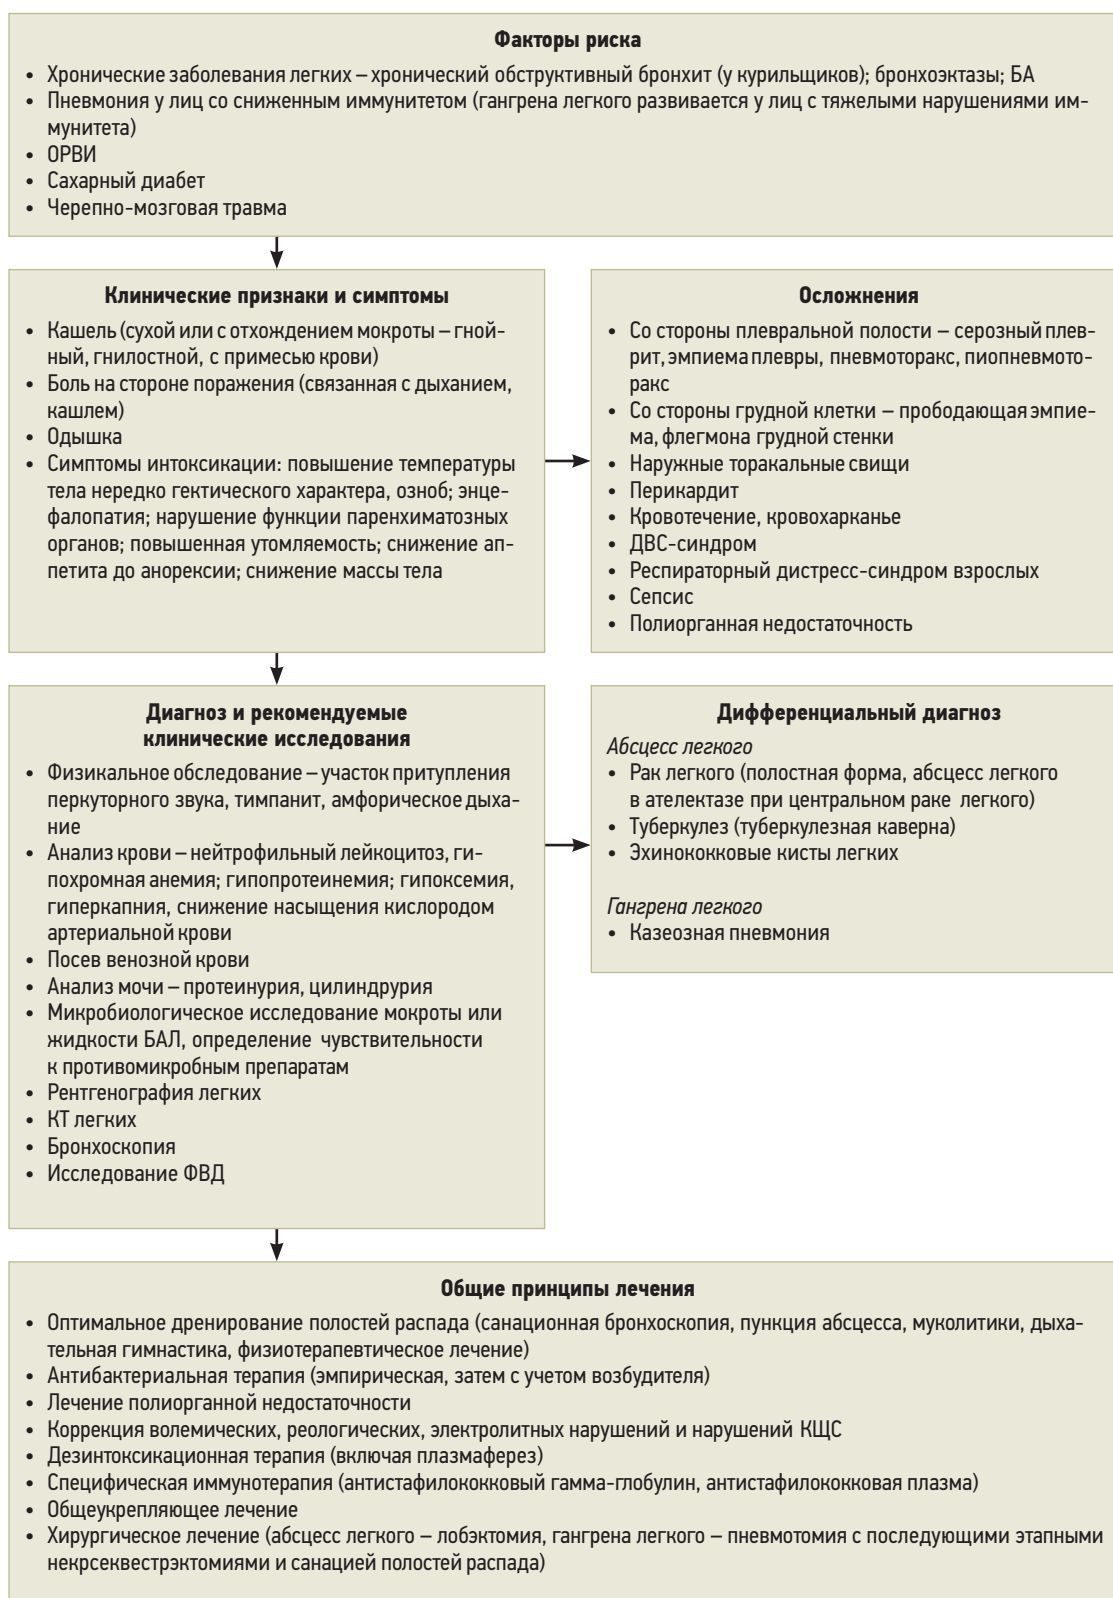 Факторы риска
• Хронические заболевания легких – хронический обструктивный бронхит (у курильщиков); бронхоэктазы; БА
• Пневмония у лиц со сниженным иммунитетом (гангрена легкого развивается у лиц с тяжелыми нарушениями им-
мунитета)
• ОРВИ
• Сахарный диабет
• Черепно-мозговая травма
Клинические признаки и симптомы
• Кашель (сухой или с отхождением мокроты – гной-
ный, гнилостной, с примесью крови)
• Боль на стороне поражения (связанная с дыханием,
кашлем)
• Одышка
• Симптомы интоксикации: повышение температуры
тела нередко гектического характера, озноб; энце-
фалопатия; нарушение функции паренхиматозных
органов; повышенная утомляемость; снижение ап-
петита до анорексии; снижение массы тела
Осложнения
• Со стороны плевральной полости – серозный плев-
рит, эмпиема плевры, пневмоторакс, пиопневмото-
ракс
• Со стороны грудной клетки – прободающая эмпие-
ма, флегмона грудной стенки
• Наружные торакальные свищи
• Перикардит
• Кровотечение, кровохарканье
• ДВС-синдром
• Респираторный дистресс-синдром взрослых
• Сепсис
• Полиорганная недостаточность
Диагноз и рекомендуемые
клинические исследования
• Физикальное обследование – участок притупления
перкуторного звука, тимпанит, амфорическое дыха-
ние
• Анализ крови – нейтрофильный лейкоцитоз, ги-
похромная анемия; гипопротеинемия; гипоксемия,
гиперкапния, снижение насыщения кислородом
артериальной крови
• Посев венозной крови
• Анализ мочи – протеинурия, цилиндрурия
• Микробиологическое исследование мокроты или
жидкости БАЛ, определение чувствительности
к противомикробным препаратам
• Рентгенография легких
• КТ легких
• Бронхоскопия
• Исследование ФВД
Дифференциальный диагноз
Абсцесс легкого
• Рак легкого (полостная форма, абсцесс легкого
в ателектазе при центральном раке легкого)
• Туберкулез (туберкулезная каверна)
• Эхинококковые кисты легких
Гангрена легкого
• Казеозная пневмония
Общие принципы лечения
• Оптимальное дренирование полостей распада (санационная бронхоскопия, пункция абсцесса, муколитики, дыха-
тельная гимнастика, физиотерапевтическое лечение)
• Антибактериальная терапия (эмпирическая, затем с учетом возбудителя)
• Лечение полиорганной недостаточности
• Коррекция волемических, реологических, электролитных нарушений и нарушений КЩС
• Дезинтоксикационная терапия (включая плазмаферез)
• Специфическая иммунотерапия (антистафилококковый гамма-глобулин, антистафилококковая плазма)
• Общеукрепляющее лечение
• Хирургическое лечение (абсцесс легкого – лобэктомия, гангрена легкого – пневмотомия с последующими этапными
некрсеквестрэктомиями и санацией полостей распада)